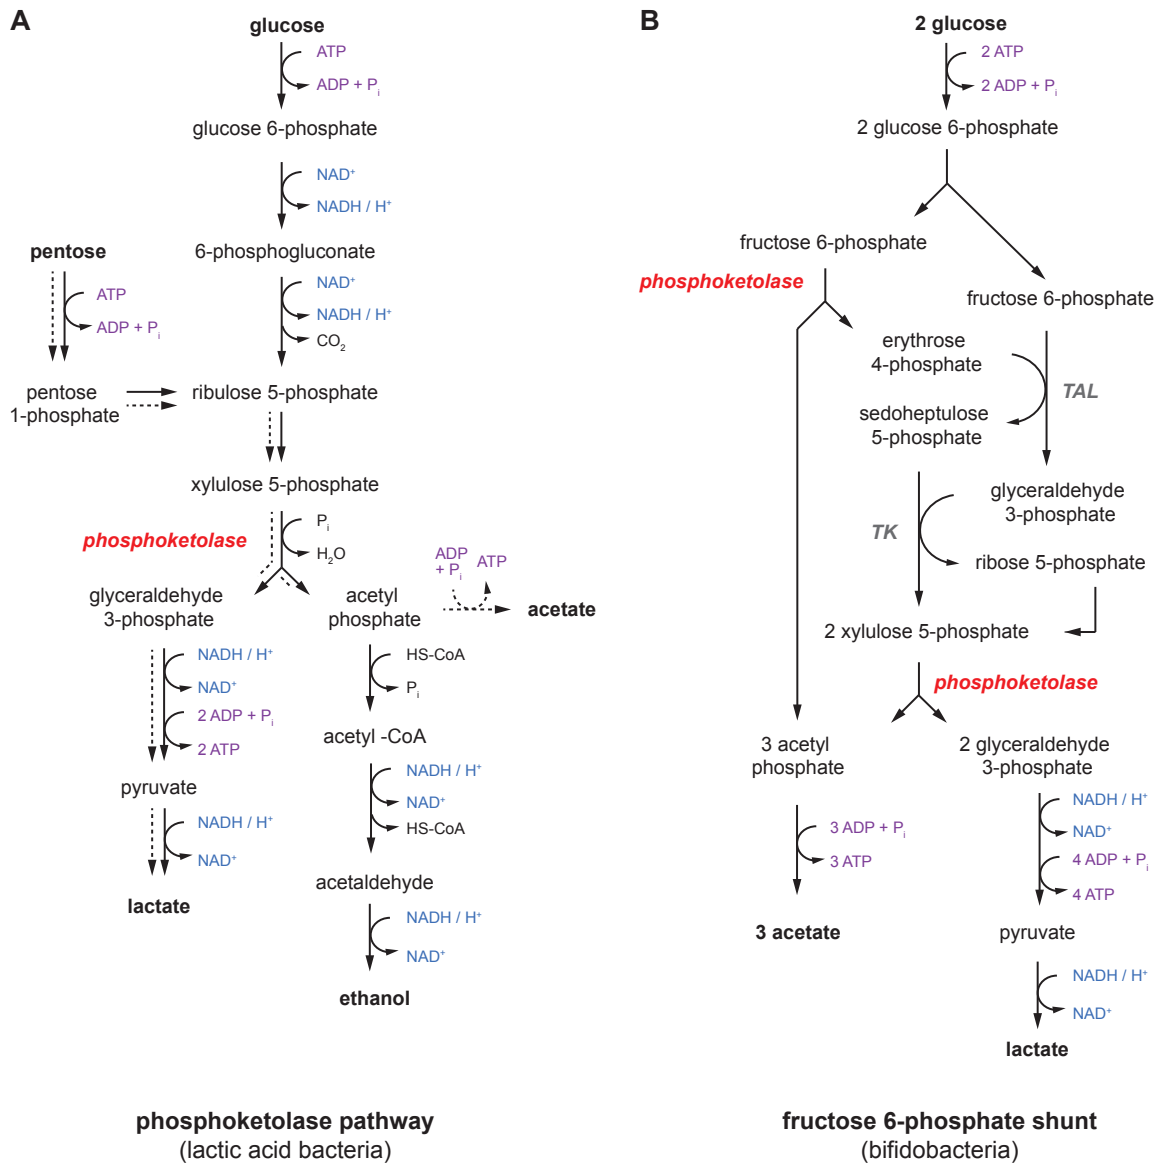 A
glucose
ATP
ADP + Pi
glucose 6-phosphate
NAD+
NADH / H+
6-phosphogluconate
pentose
ATP
ADP + Pi
NAD+
NADH / H+
CO2
pentose
1-phosphate
ribulose 5-phosphate
xylulose 5-phosphate
phosphoketolase
Pi
H2O
glyceraldehyde
3-phosphate
acetyl
phosphate
ADP
+ Pi
ATP
acetate
NADH / H+
NAD+
2 ADP + Pi
2 ATP
HS-CoA
Pi
pyruvate
acetyl -CoA
NADH / H+
NAD+
NADH / H+
NAD+
HS-CoA
lactate
acetaldehyde
NADH / H+
NAD+
ethanol
phosphoketolase pathway
(lactic acid bacteria)
B
2 glucose
2 ATP
2 ADP + Pi
2 glucose 6-phosphate
fructose 6-phosphate
phosphoketolase
fructose 6-phosphate
erythrose
4-phosphate
TAL
sedoheptulose
5-phosphate
glyceraldehyde
3-phosphate
TK
ribose 5-phosphate
2 xylulose 5-phosphate
phosphoketolase
3 acetyl
phosphate
2 glyceraldehyde
3-phosphate
3 ADP + Pi
3 ATP
NADH / H+
NAD+
4 ADP + Pi
4 ATP
3 acetate
pyruvate
NADH / H+
NAD+
lactate
fructose 6-phosphate shunt
(bifidobacteria)